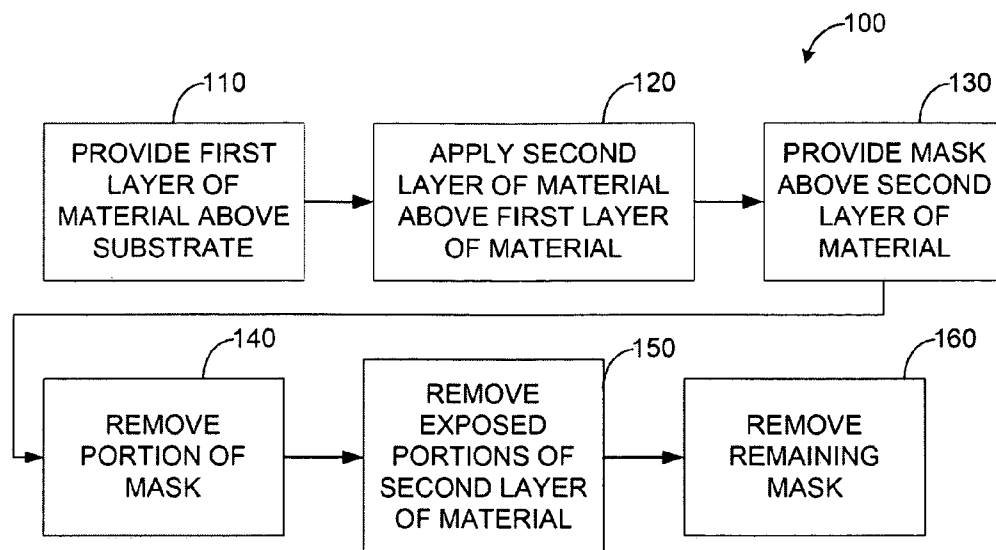 100
110
PROVIDE FIRST
LAYER OF
MATERIAL ABOVE
SUBSTRATE
120
APPLY SECOND
LAYER OF MATERIAL
ABOVE FIRST LAYER
OF MATERIAL
130
PROVIDE MASK
ABOVE SECOND
LAYER OF
MATERIAL
140
REMOVE
PORTION OF
MASK
150
REMOVE
EXPOSED
PORTIONS OF
SECOND LAYER
OF MATERIAL
160
REMOVE
REMAINING
MASK